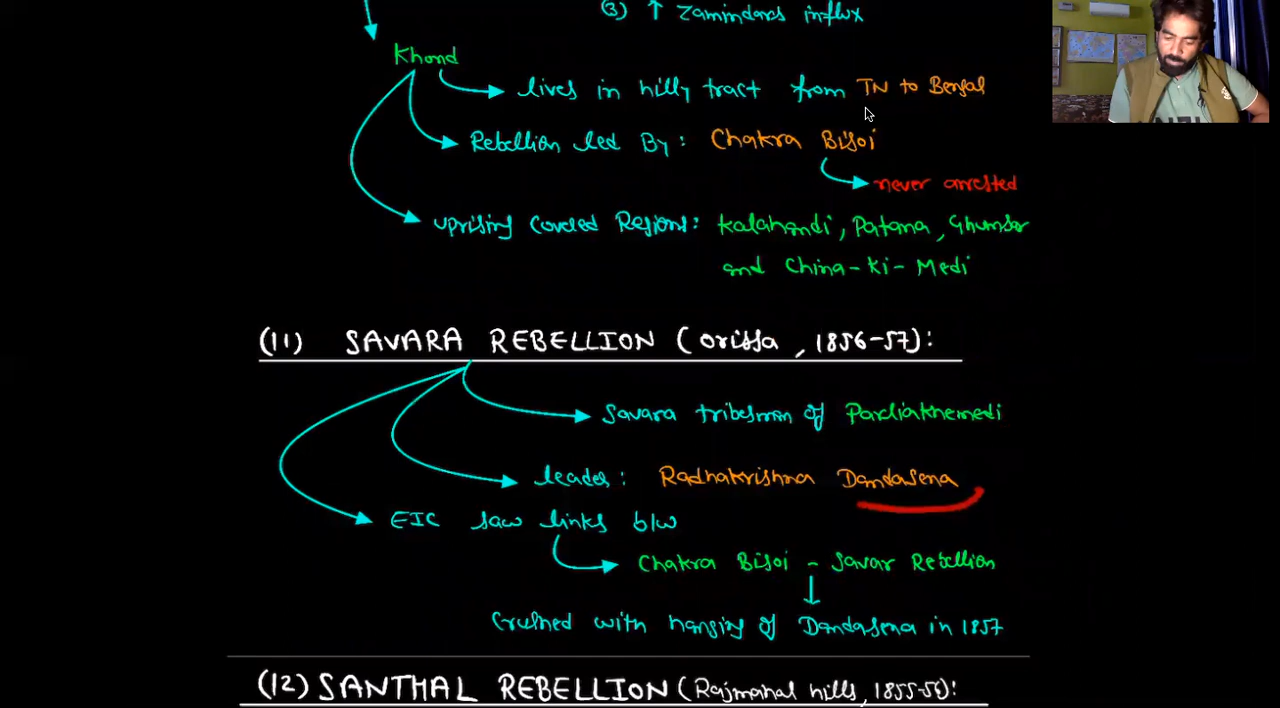 (3) ↑ Zamindars influx
Khond
lives in hilly tract from TN to Bengal
Rebellion led By: Chakra Bisoi
never arrested
uprising Covered Regions: Kalahandi, Patana, Ghumsar
and China-Ki-Medi
(11) SAVARA REBELLION (Orissa, 1856-57):
Savara tribesmen of Parliakhemedi
leader: Radhakrishna Dandasena
EIC saw links b/w
Chakra Bisoi - Savar Rebellion
Crushed with hanging of Dandasena in 1857
(12) SANTHAL REBELLION (Rajmahal hills, 1855-56):